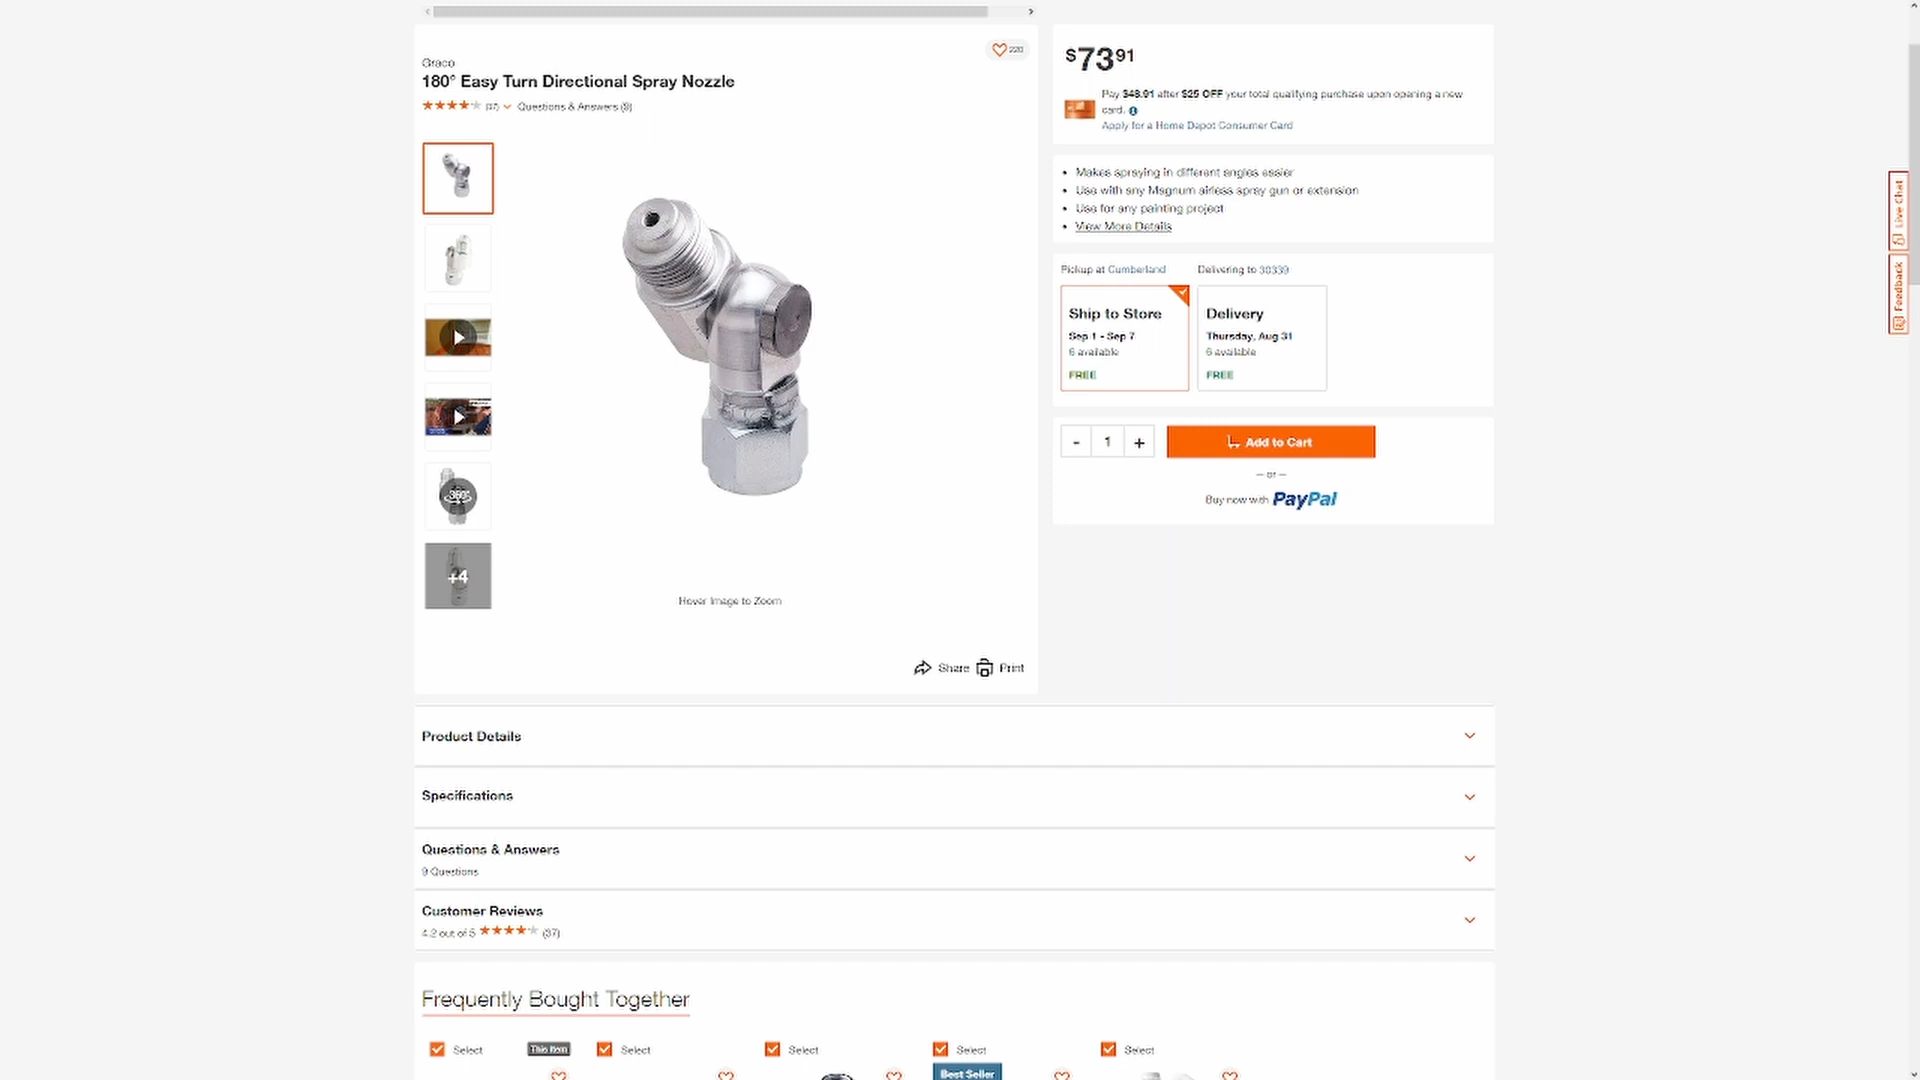 220
Graco
180° Easy Turn Directional Spray Nozzle
(37) Questions & Answers (9)
360°
+4
Hover Image to Zoom
Share Print
$73 91
Pay $48.91 after $25 OFF your total qualifying purchase upon opening a new
card.
Apply for a Home Depot Consumer Card
• Makes spraying in different angles easier
• Use with any Magnum airless spray gun or extension
• Use for any painting project
• View More Details
Pickup at Cumberland Delivering to 30339
Ship to Store
Sep 1 - Sep 7
6 available
FREE
Delivery
Thursday, Aug 31
6 available
FREE
- 1 + Add to Cart
— or —
Buy now with PayPal
Live Chat
Feedback
Product Details
Specifications
Questions & Answers
9 Questions
Customer Reviews
4.2 out of 5 (37)
Frequently Bought Together
Select This Item Select Select Select Select
Best Seller